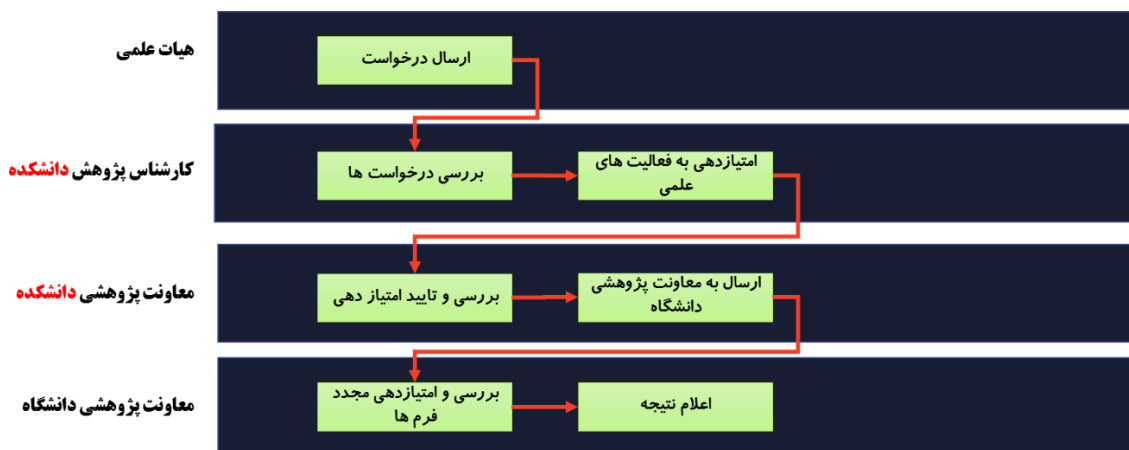 هیات علمی
ارسال درخواست
کارشناس پژوهش دانشکده
بررسی درخواست ها
امتیازدهی به فعالیت های
علمی
معاونت پژوهشی دانشکده
بررسی و تایید امتیاز دهی
ارسال به معاونت پژوهشی
دانشگاه
معاونت پژوهشی دانشگاه
بررسی و امتیازدهی مجدد
فرم ها
اعلام نتیجه